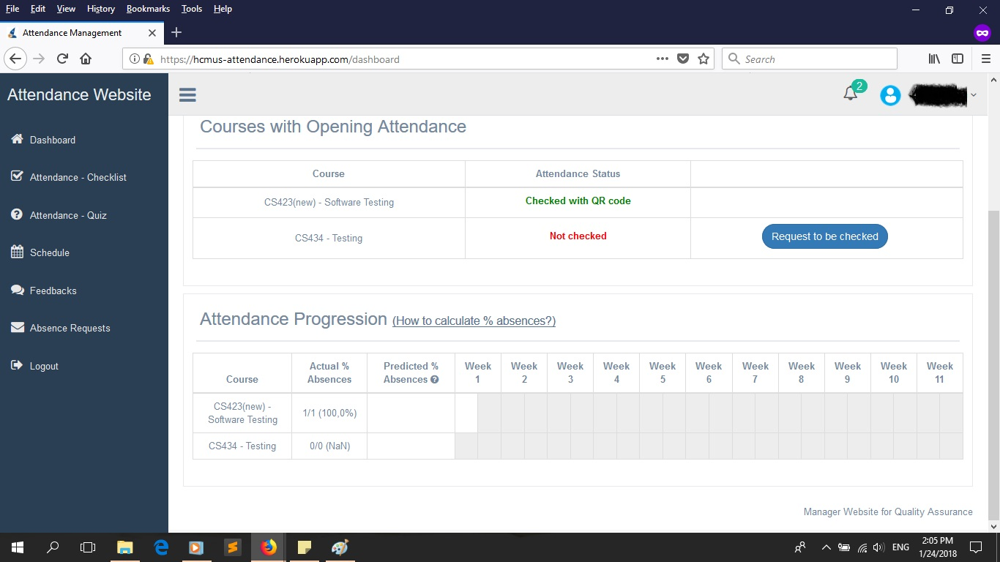 File Edit View History Bookmarks Tools Help
Attendance Management
https://hcmus-attendance.herokuapp.com/dashboard
Search
Attendance Website
2
Dashboard
Attendance - Checklist
Attendance - Quiz
Schedule
Feedbacks
Absence Requests
Logout
Courses with Opening Attendance
Course Attendance Status
CS423(new) - Software Testing Checked with QR code
CS434 - Testing Not checked Request to be checked
Attendance Progression (How to calculate % absences?)
Course Actual % Absences Predicted % Absences Week 1 Week 2 Week 3 Week 4 Week 5 Week 6 Week 7 Week 8 Week 9 Week 10 Week 11
CS423(new) - Software Testing 1/1 (100,0%)
CS434 - Testing 0/0 (NaN)
Manager Website for Quality Assurance
ENG
2:05 PM
1/24/2018